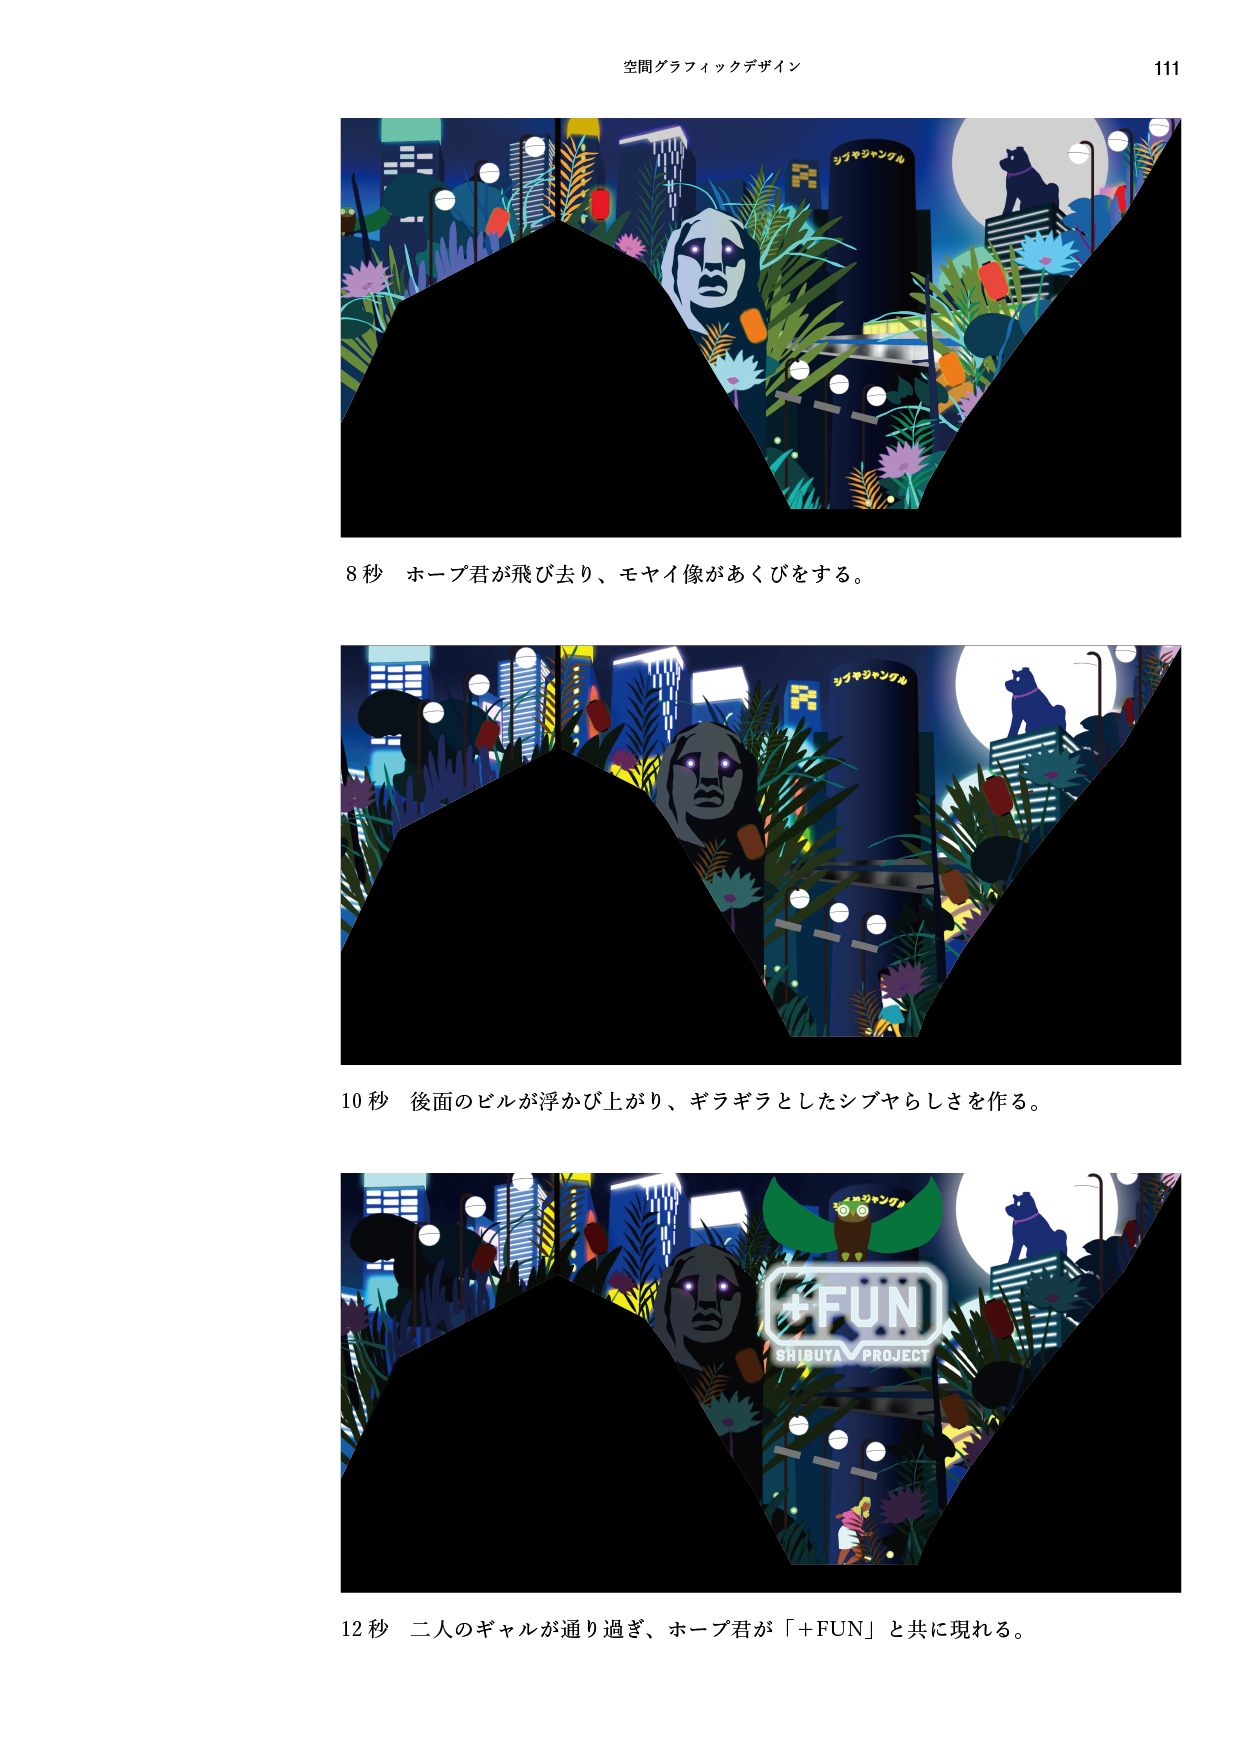 空間グラフィックデザイン
111
シブヤジャングル
8秒　ホープ君が飛び去り、モヤイ像があくびをする。
シブヤジャングル
10秒　後面のビルが浮かび上がり、ギラギラとしたシブヤらしさを作る。
シブヤジャングル
+FUN
SHIBUYA PROJECT
12秒　二人のギャルが通り過ぎ、ホープ君が「+FUN」と共に現れる。